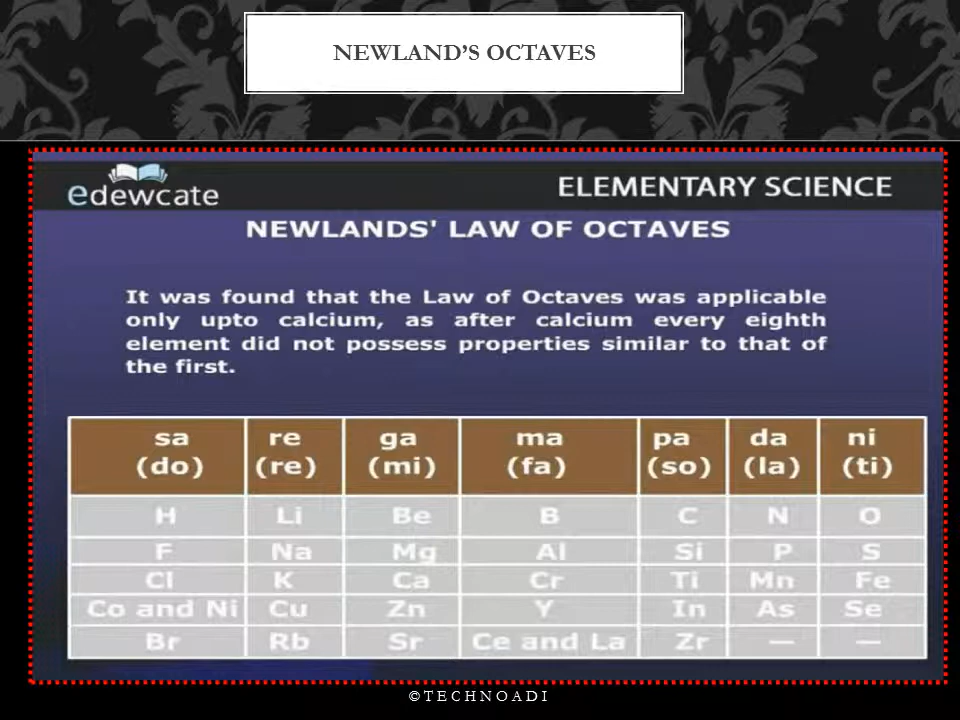 NEWLAND'S OCTAVES
edewcate
ELEMENTARY SCIENCE
NEWLANDS' LAW OF OCTAVES
It was found that the Law of Octaves was applicable
only upto calcium, as after calcium every eighth
element did not possess properties similar to that of
the first.
sa re ga ma pa da ni
(do) (re) (mi) (fa) (so) (la) (ti)
H Li Be B C N O
F Na Mg Al Si P S
Cl K Ca Cr Ti Mn Fe
Co and Ni Cu Zn Y In As Se
Br Rb Sr Ce and La Zr — —
©TECHNOADI